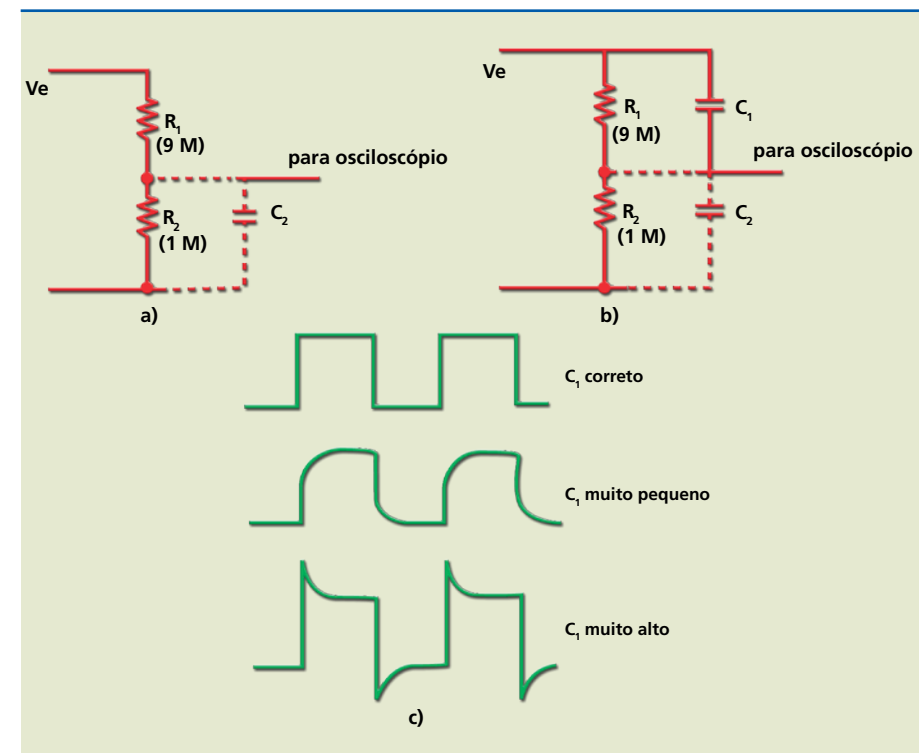 Ve
R₁
(9 M)
para osciloscópio
R₂
(1 M)
C₂
a)
Ve
R₁
(9 M)
C₁
para osciloscópio
R₂
(1 M)
C₂
b)
C₁ correto
C₁ muito pequeno
C₁ muito alto
c)